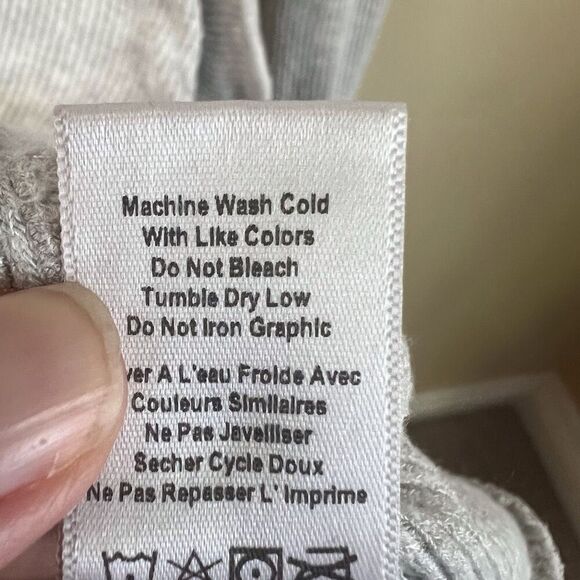 Machine Wash Cold
With Like Colors
Do Not Bleach
Tumble Dry Low
Do Not Iron Graphic
ver A L'eau Froide Avec
Couleurs Similaires
Ne Pas Javelliser
Secher Cycle Doux
Ne Pas Repasser L' Imprime